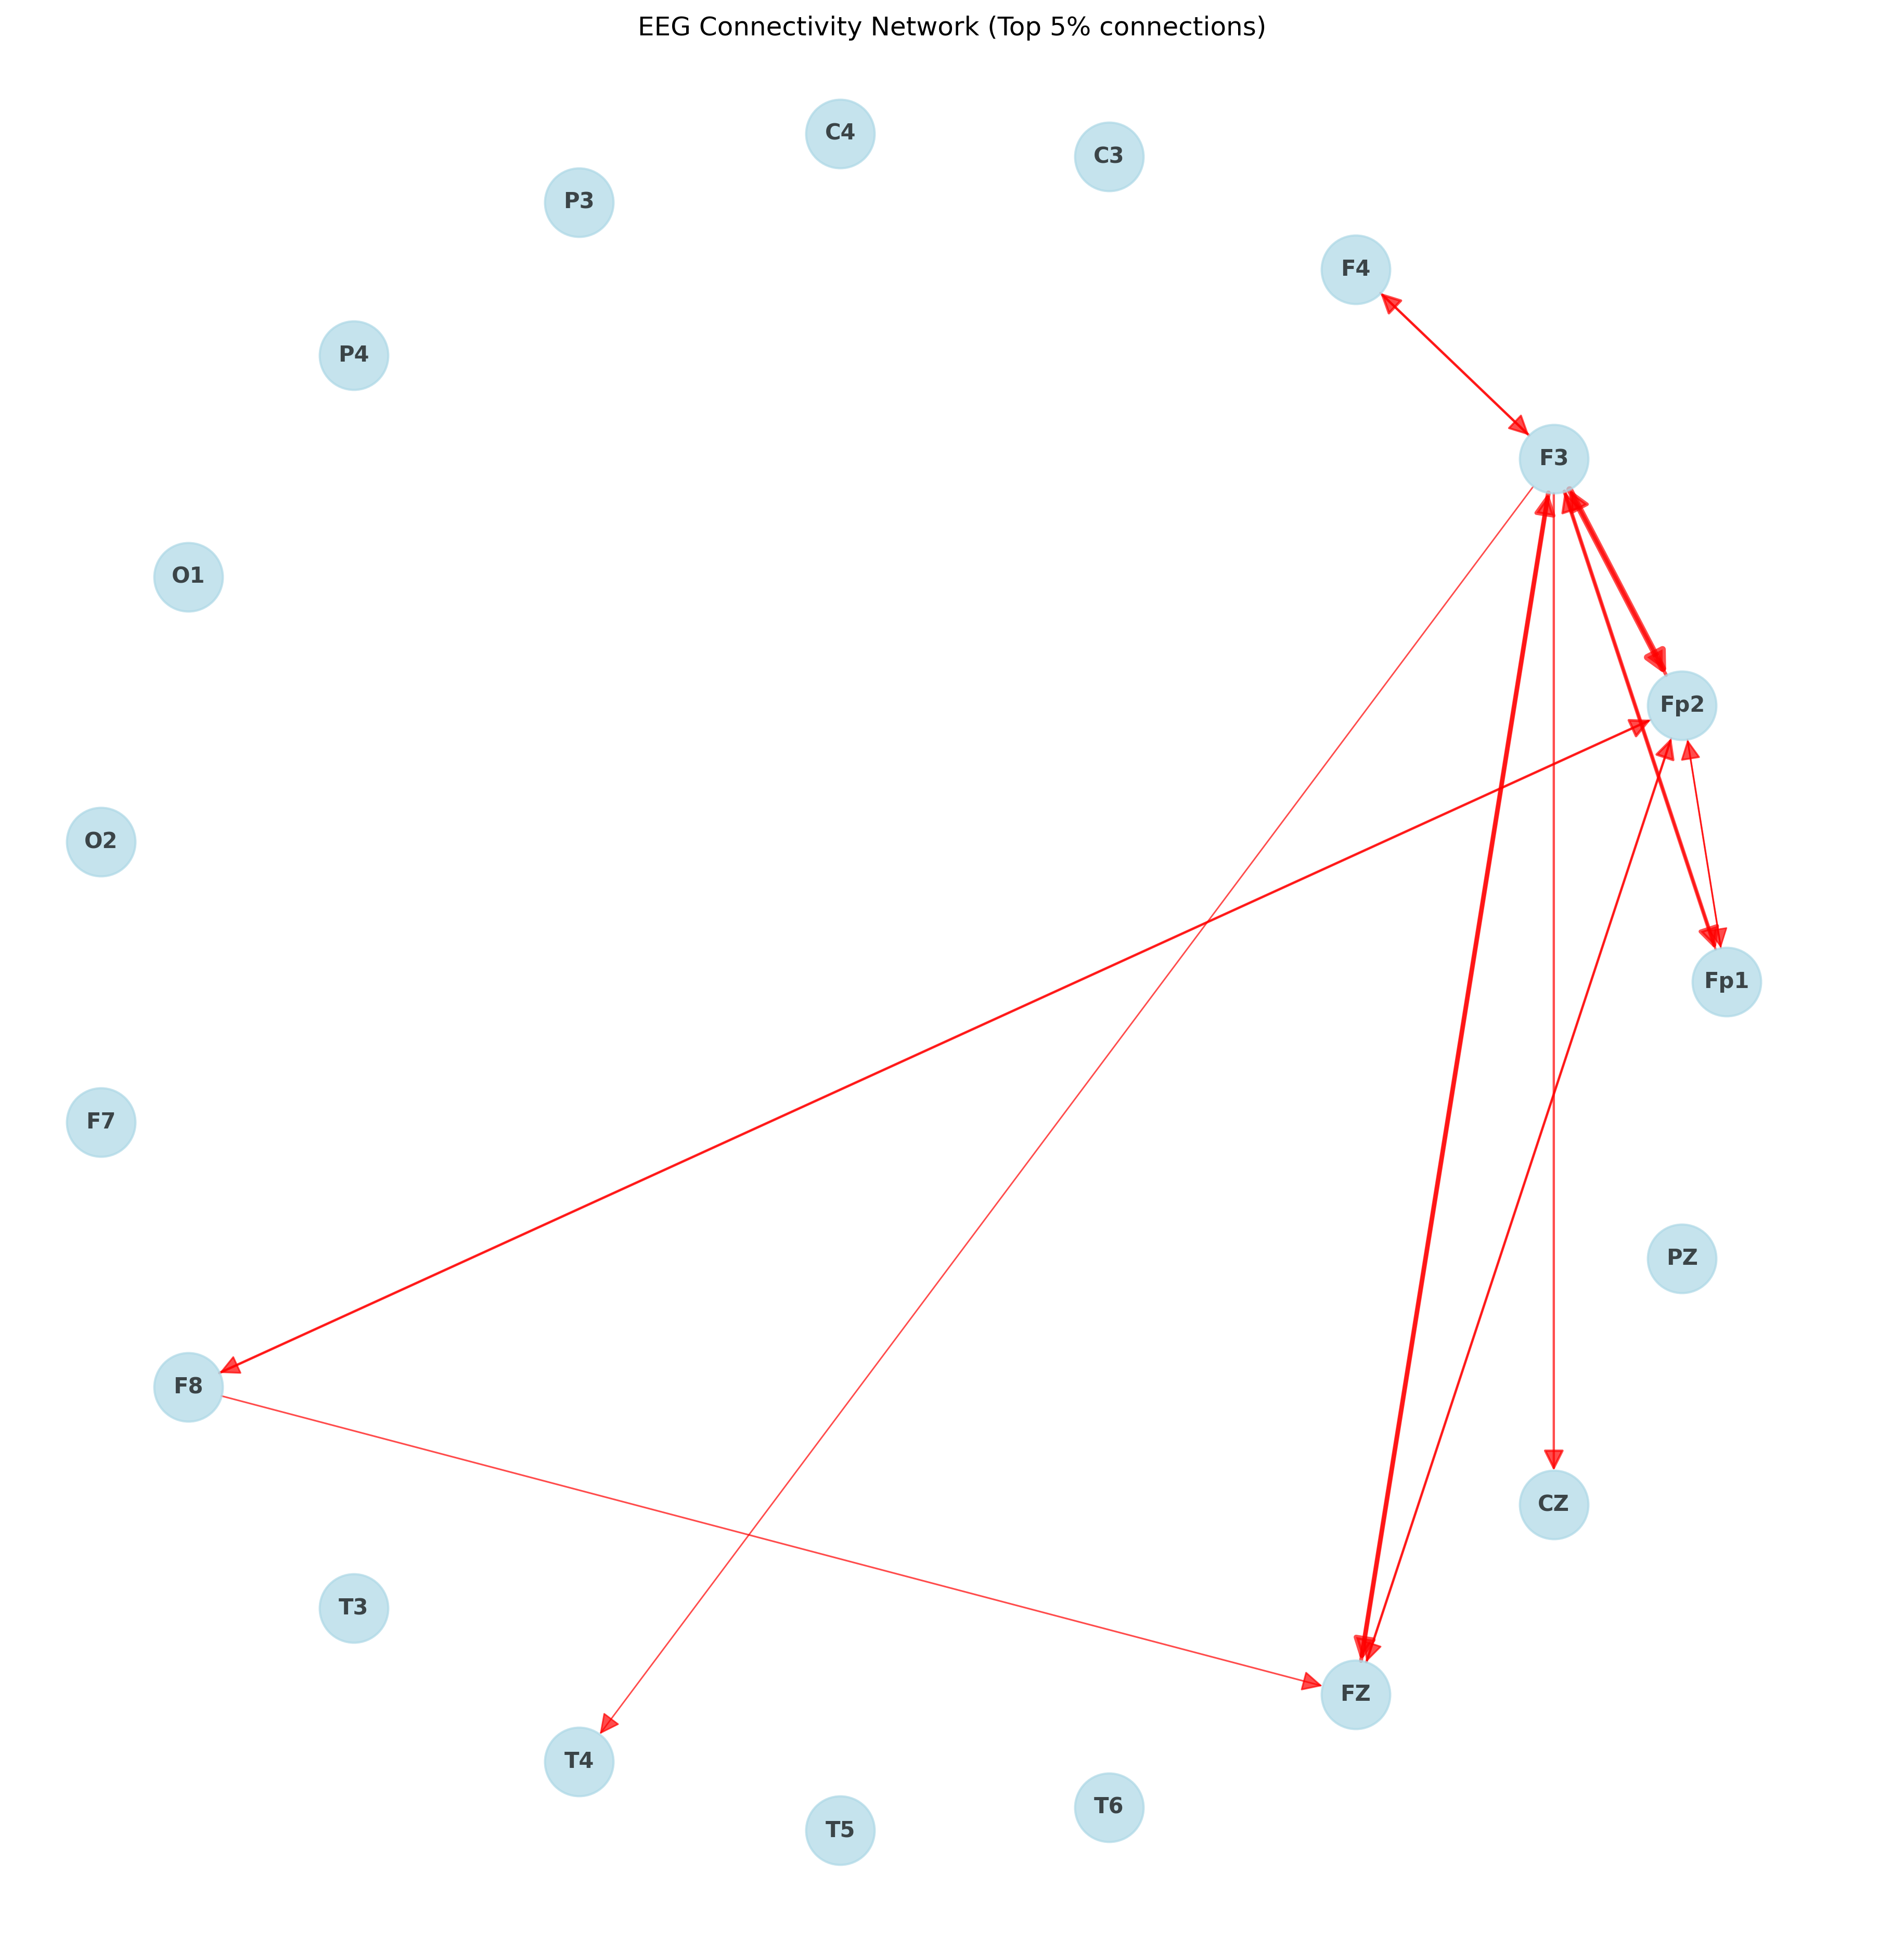 EEG Connectivity Network (Top 5% connections)
C4
C3
P3
F4
P4
F3
O1
Fp2
O2
Fp1
F7
PZ
F8
CZ
T3
FZ
T4
T6
T5